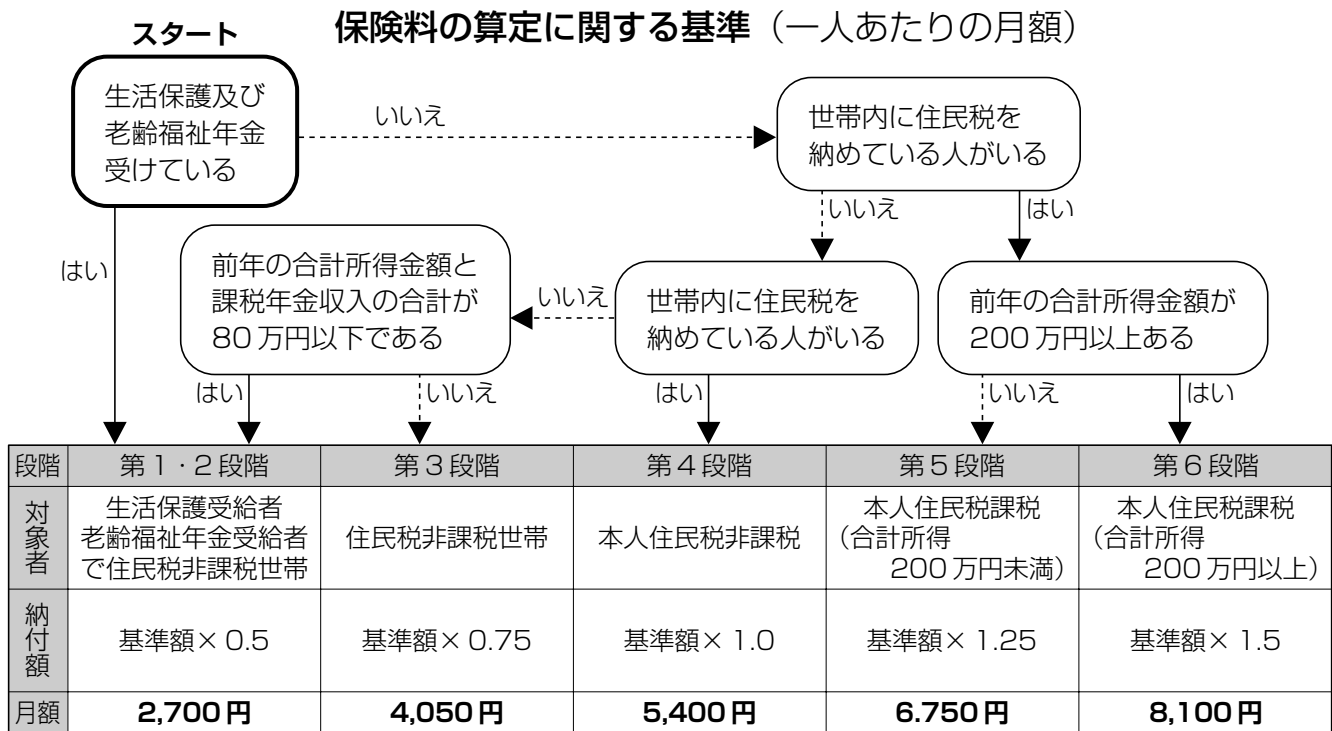 保険料の算定に関する基準（一人あたりの月額）
スタート
生活保護及び
老齢福祉年金
受けている
いいえ
世帯内に住民税を
納めている人がいる
いいえ
はい
はい
前年の合計所得金額と
課税年金収入の合計が
80万円以下である
いいえ
世帯内に住民税を
納めている人がいる
前年の合計所得金額が
200万円以上ある
はい
いいえ
はい
いいえ
はい
段階
第1・2段階
第3段階
第4段階
第5段階
第6段階
対象者
生活保護受給者
老齢福祉年金受給者
で住民税非課税世帯
住民税非課税世帯
本人住民税非課税
本人住民税課税
（合計所得
200万円未満）
本人住民税課税
（合計所得
200万円以上）
納付額
基準額×0.5
基準額×0.75
基準額×1.0
基準額×1.25
基準額×1.5
月額
2,700円
4,050円
5,400円
6.750円
8,100円